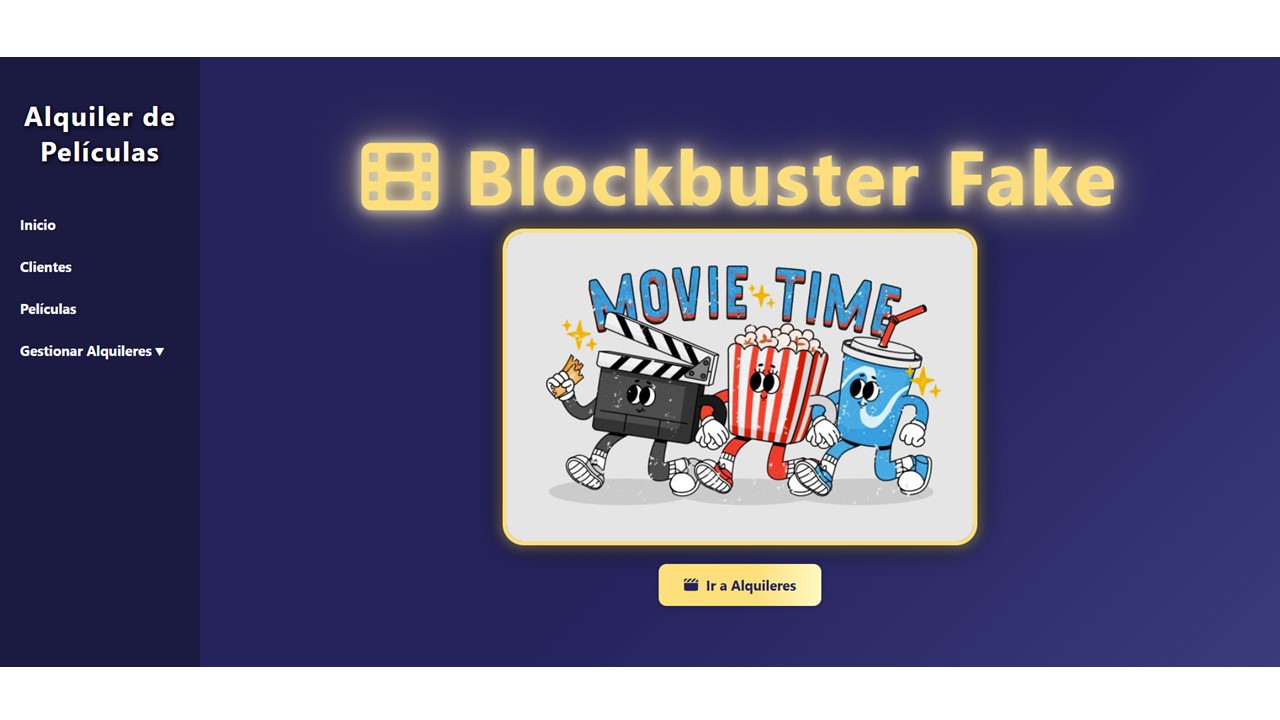 Alquiler de
Películas
Inicio
Clientes
Películas
Gestionar Alquileres ▼
Blockbuster Fake
MOVIE TIME
Ir a Alquileres